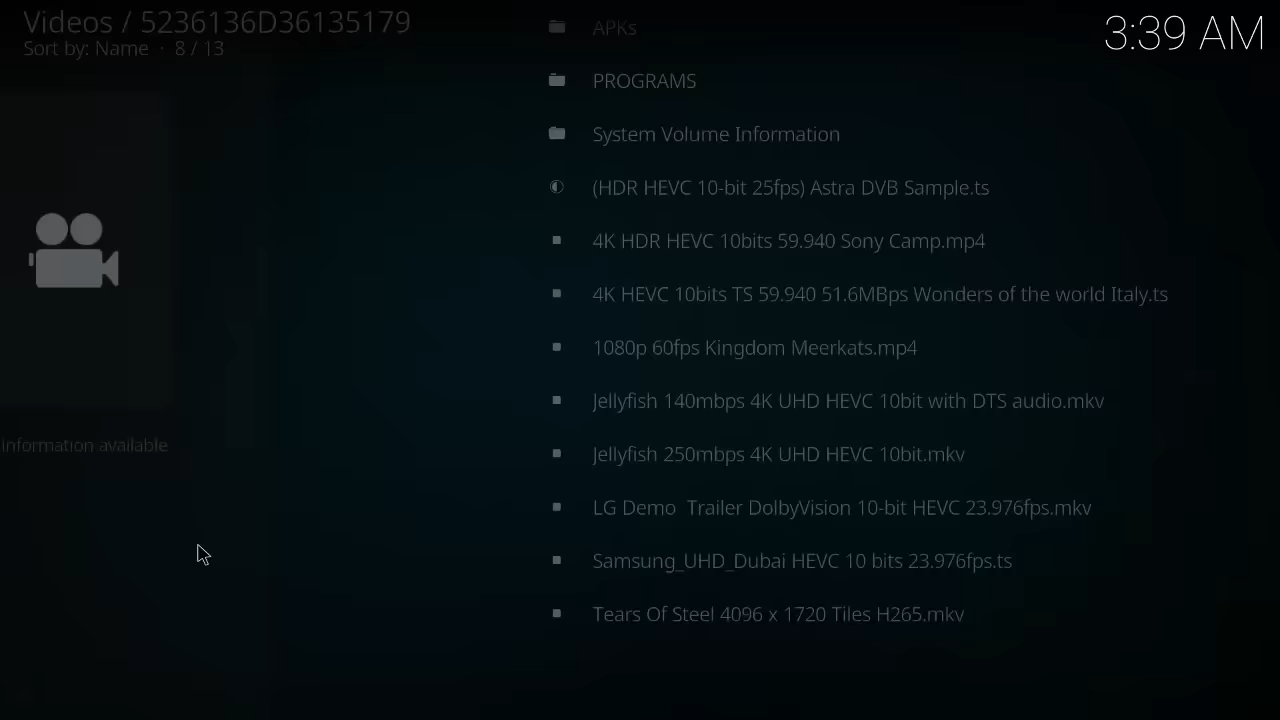 Videos / 5236136D36135179
Sort by: Name · 8 / 13
3:39 AM
APKs
PROGRAMS
System Volume Information
(HDR HEVC 10-bit 25fps) Astra DVB Sample.ts
4K HDR HEVC 10bits 59.940 Sony Camp.mp4
4K HEVC 10bits TS 59.940 51.6MBps Wonders of the world Italy.ts
1080p 60fps Kingdom Meerkats.mp4
Jellyfish 140mbps 4K UHD HEVC 10bit with DTS audio.mkv
information available
Jellyfish 250mbps 4K UHD HEVC 10bit.mkv
LG Demo  Trailer DolbyVision 10-bit HEVC 23.976fps.mkv
Samsung_UHD_Dubai HEVC 10 bits 23.976fps.ts
Tears Of Steel 4096 x 1720 Tiles H265.mkv